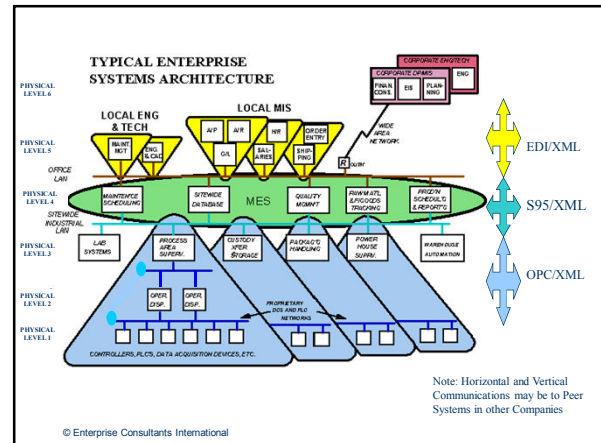 TYPICAL ENTERPRISE
SYSTEMS ARCHITECTURE
CORPORATE ENG/TECH
ENG
CORPORATE DP/MIS
FINAN.
CONS.
EIS
PLAN-
NING
PHYSICAL
LEVEL 6
LOCAL ENG
& TECH
LOCAL MIS
WIDE
AREA
NETWORK
PHYSICAL
LEVEL 5
MAINT.
MGT
ENG.
& CAD
A/P
A/R
H/R
ORDER
ENTRY
G/L
SAL-
ARIES
SHIP-
PING
R
OUTER
EDI/XML
OFFICE
LAN
PHYSICAL
LEVEL 4
MAINTEN'CE
SCHEDULING
SITEWIDE
DATABASE
MES
QUALITY
MGMNT
RAW MAT'L
& F'GOODS
TRACKING
PROD'N
SCHEDUL'G
& REPORT'G
S95/XML
SITEWIDE
INDUSTRIAL
LAN
PHYSICAL
LEVEL 3
LAB
SYSTEMS
PROCESS
AREA
SUPERV.
CUSTODY
XFER
STORAGE
PACKAG'G
HANDLING
POWER
HOUSE
SUPRV.
WAREHOUSE
AUTOMATION
OPC/XML
PHYSICAL
LEVEL 2
OPER.
DISP.
OPER.
DISP.
PROPRIETARY
DCS AND PLC
NETWORKS
PHYSICAL
LEVEL 1
CONTROLLERS, PLC'S, DATA ACQUISITION DEVICES, ETC.
Note: Horizontal and Vertical
Communications may be to Peer
Systems in other Companies
© Enterprise Consultants International